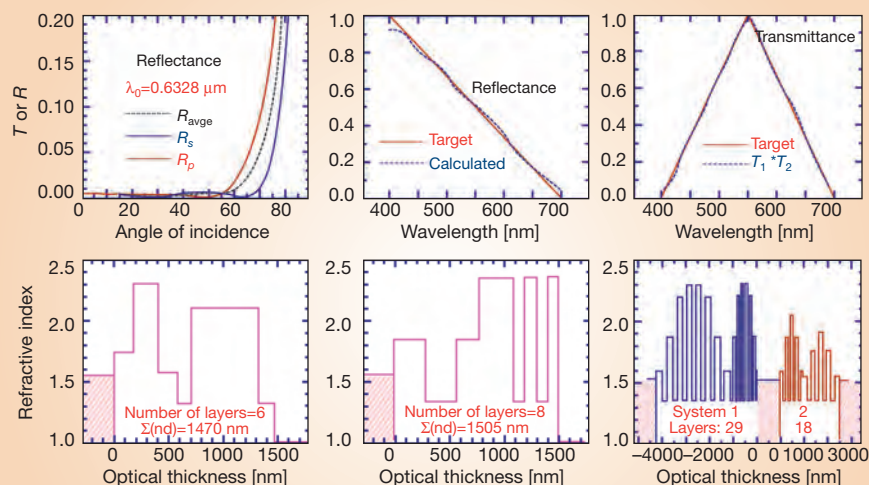 T or R
0.20
0.15
0.10
0.05
0.00
Reflectance
λ₀=0.6328 μm
Ravge
Rs
Rp
0 20 40 60 80
Angle of incidence
1.0
0.8
0.6
0.4
0.2
0.0
Reflectance
Target
Calculated
400 500 600 700
Wavelength [nm]
1.0
0.8
0.6
0.4
0.2
0.0
Transmittance
Target
T₁ *T₂
400 500 600 700
Wavelength [nm]
Refractive index
2.5
2.0
1.5
1.0
Number of layers=6
Σ(nd)=1470 nm
0 500 1000 1500
Optical thickness [nm]
2.5
2.0
1.5
1.0
Number of layers=8
Σ(nd)=1505 nm
0 500 1000 1500
Optical thickness [nm]
2.5
2.0
1.5
1.0
System 1 2
Layers: 29 18
−4000 −2000 0 0 1000 3000
Optical thickness [nm]